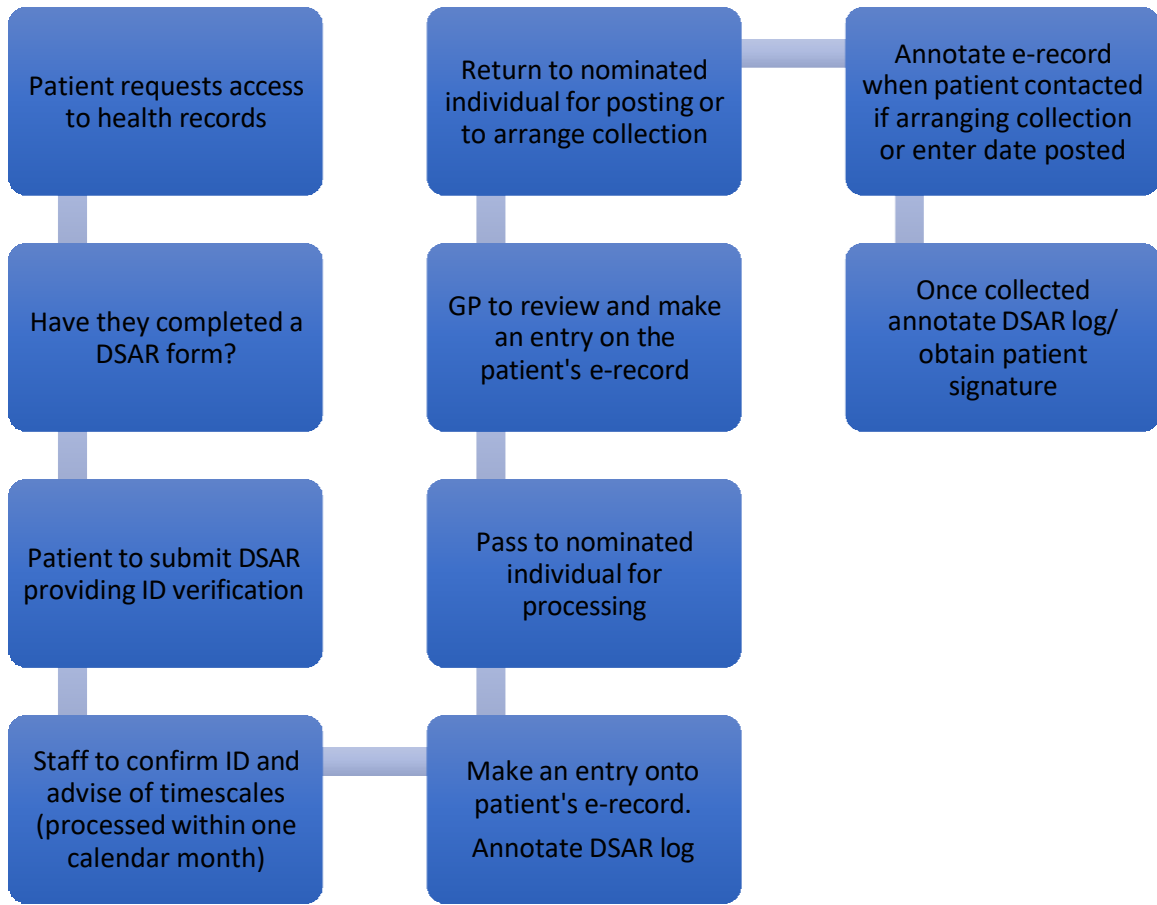 Patient requests access
to health records
Have they completed a
DSAR form?
Patient to submit DSAR
providing ID verification
Staff to confirm ID and
advise of timescales
(processed within one
calendar month)
Make an entry onto
patient's e-record.
Annotate DSAR log
Pass to nominated
individual for
processing
GP to review and make
an entry on the
patient's e-record
Return to nominated
individual for posting or
to arrange collection
Annotate e-record
when patient contacted
if arranging collection
or enter date posted
Once collected
annotate DSAR log/
obtain patient
signature